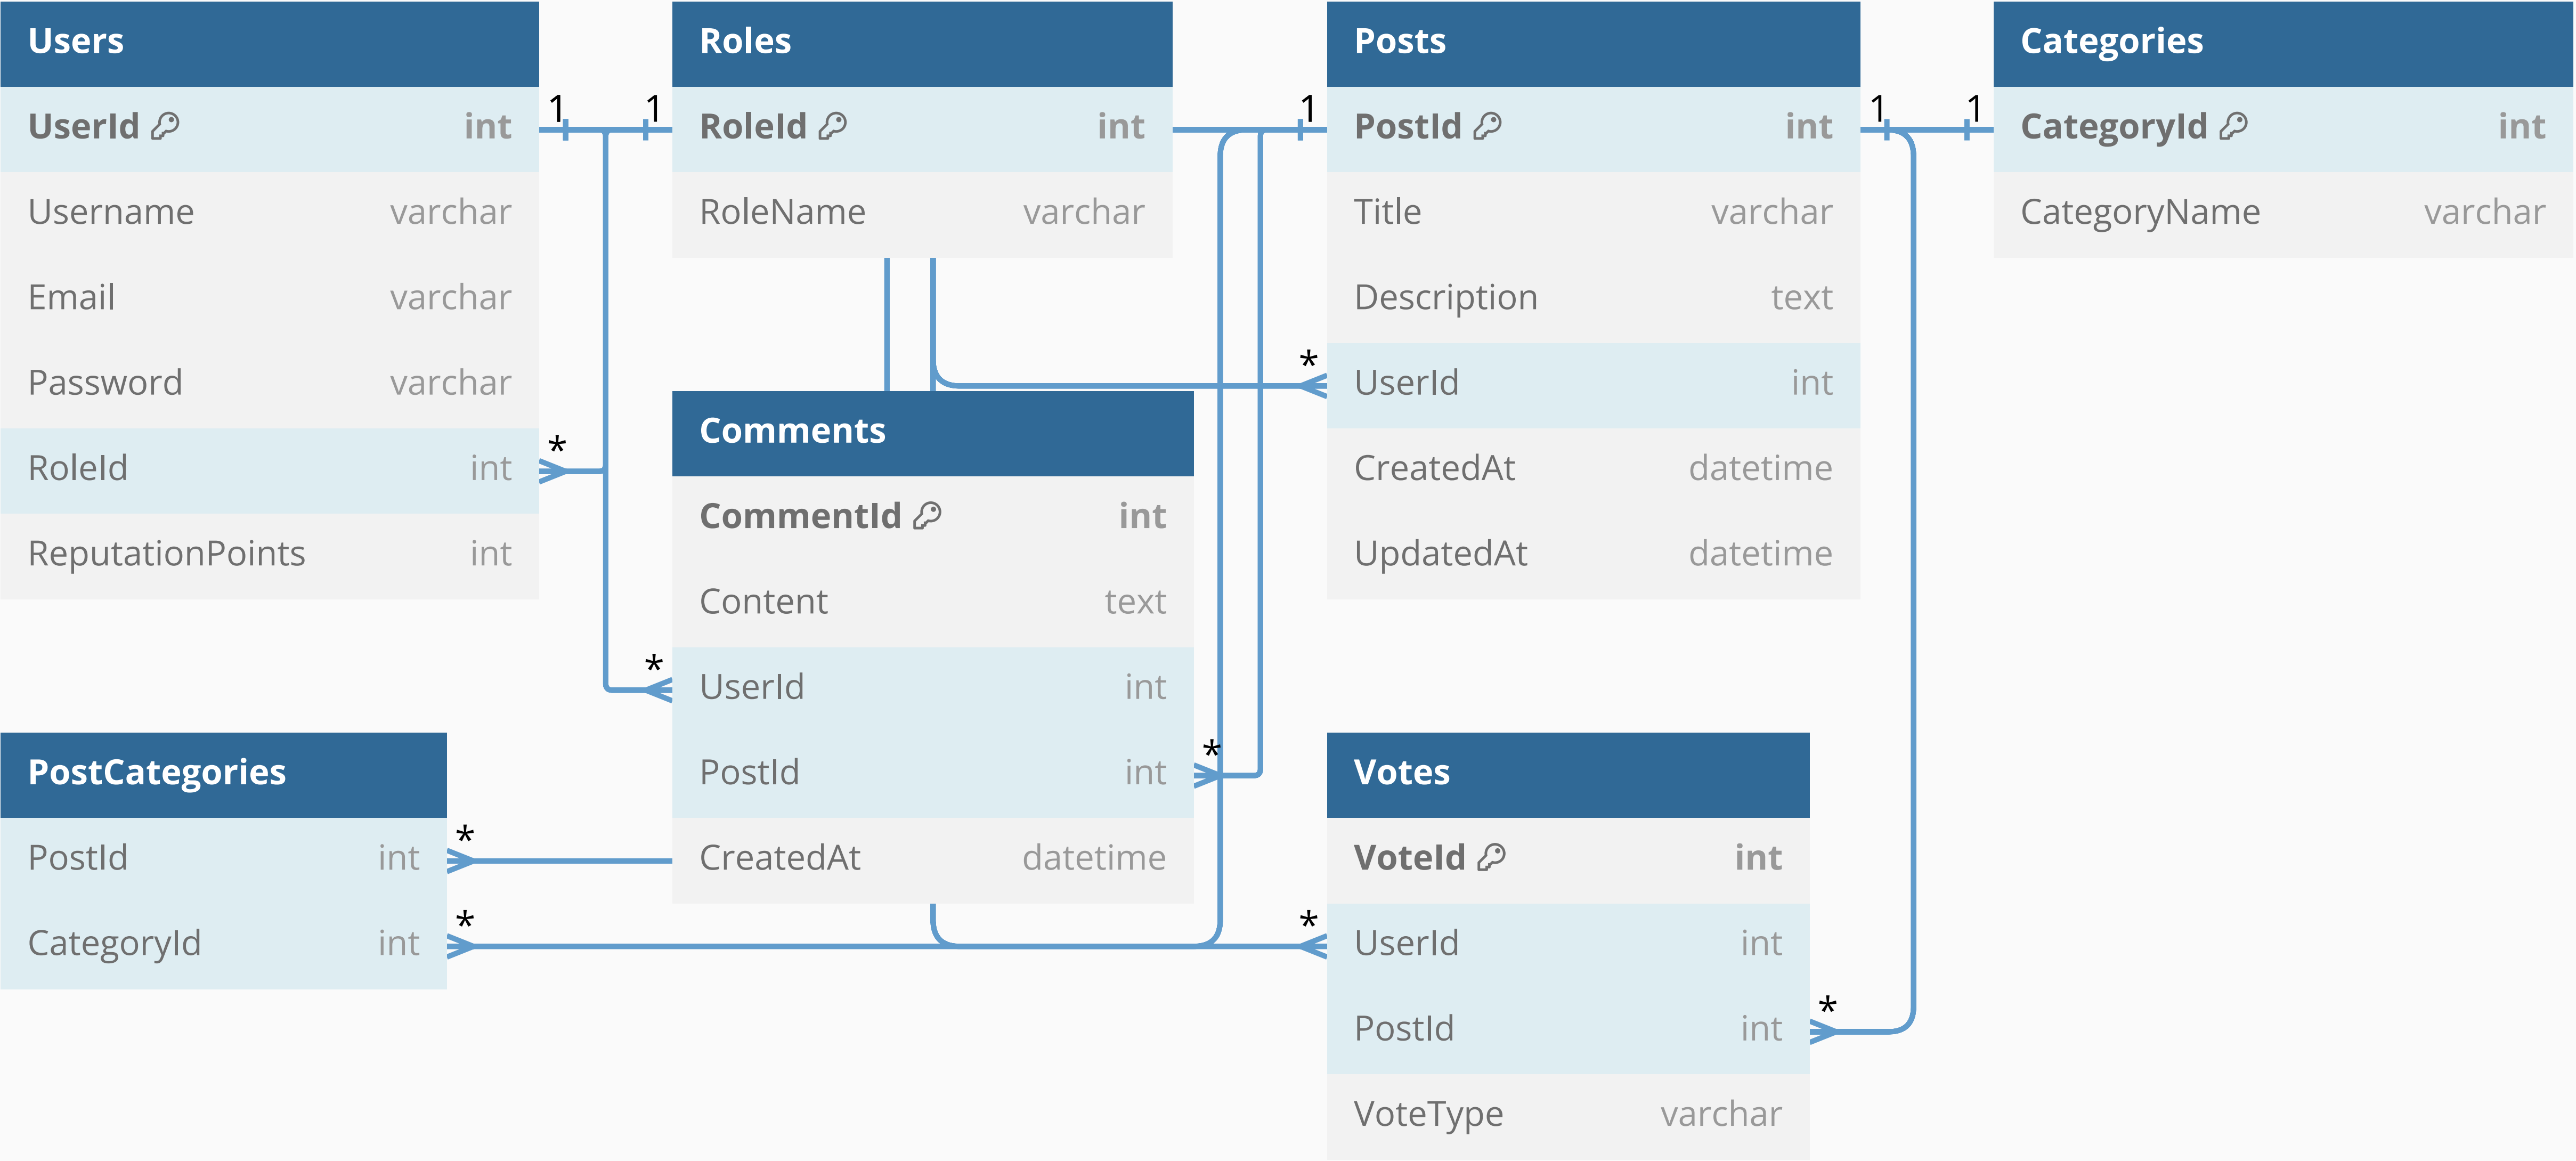 Users
UserId int
Username varchar
Email varchar
Password varchar
RoleId int
ReputationPoints int
1
*
1
Roles
RoleId int
RoleName varchar
1
*
Posts
PostId int
Title varchar
Description text
UserId int
CreatedAt datetime
UpdatedAt datetime
1
1
Categories
CategoryId int
CategoryName varchar
Comments
CommentId int
Content text
UserId int
PostId int
CreatedAt datetime
*
*
PostCategories
PostId int
CategoryId int
*
*
Votes
VoteId int
UserId int
PostId int
VoteType varchar
*
*